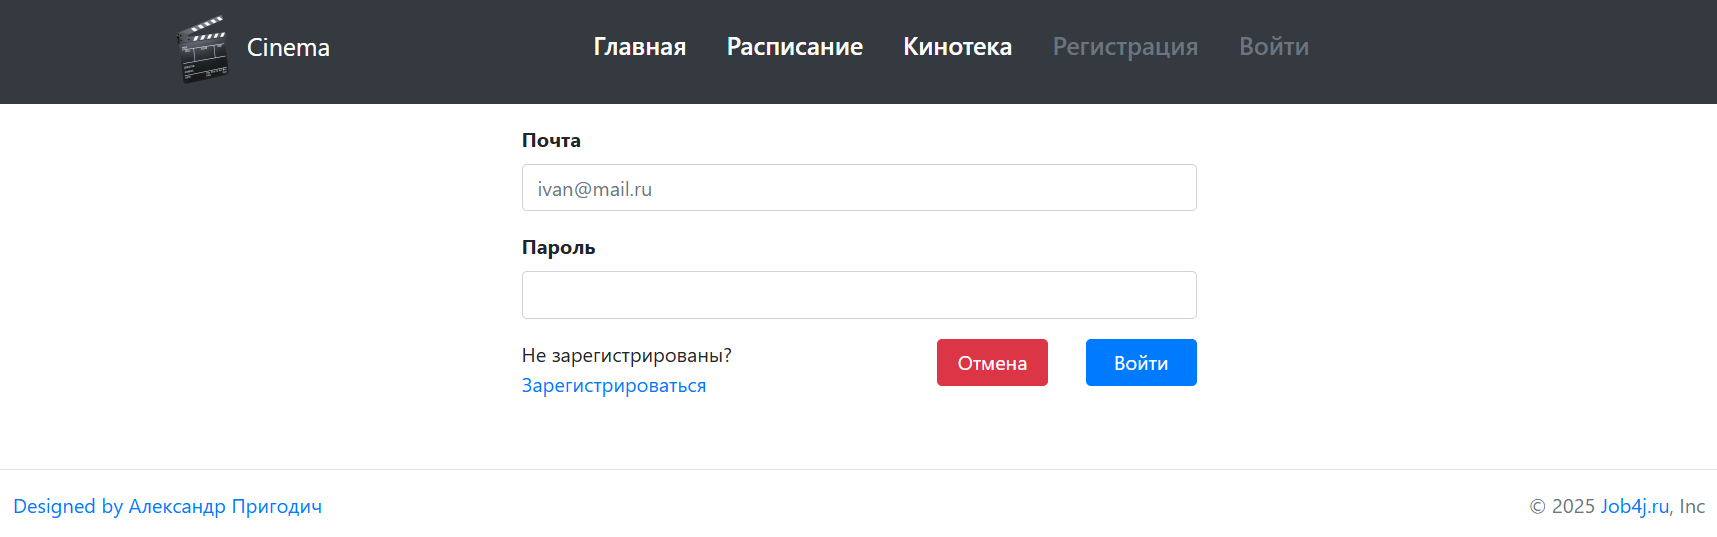 Cinema
Главная Расписание Кинотека Регистрация Войти
Почта
ivan@mail.ru
Пароль
Не зарегистрированы?
Зарегистрироваться
Отмена Войти
Designed by Александр Пригодич
© 2025 Job4j.ru, Inc